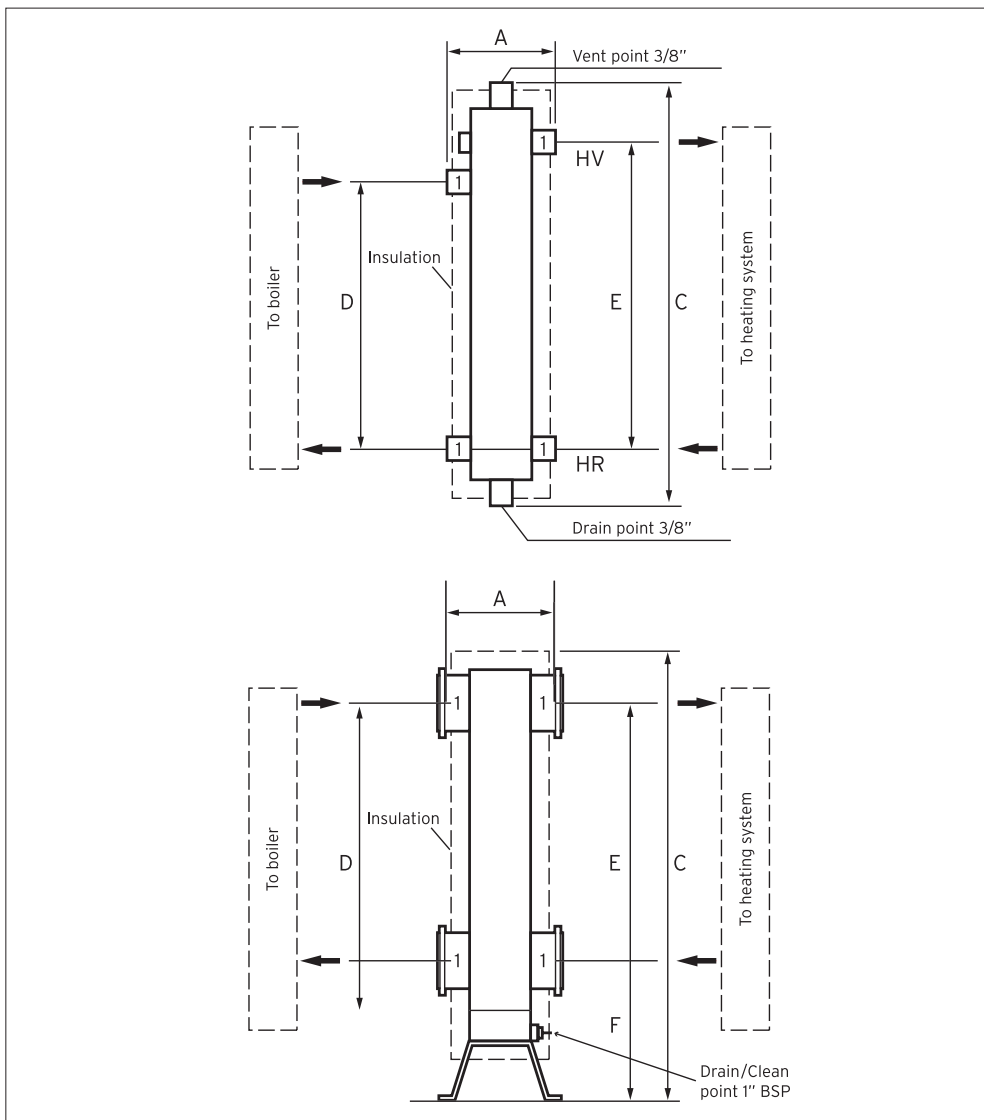 A
Vent point 3/8"
1
1
HV
To boiler
Insulation
D
E
C
To heating system
1
1
HR
Drain point 3/8"
A
1
1
To boiler
Insulation
D
E
C
To heating system
1
1
F
Drain/Clean
point 1" BSP